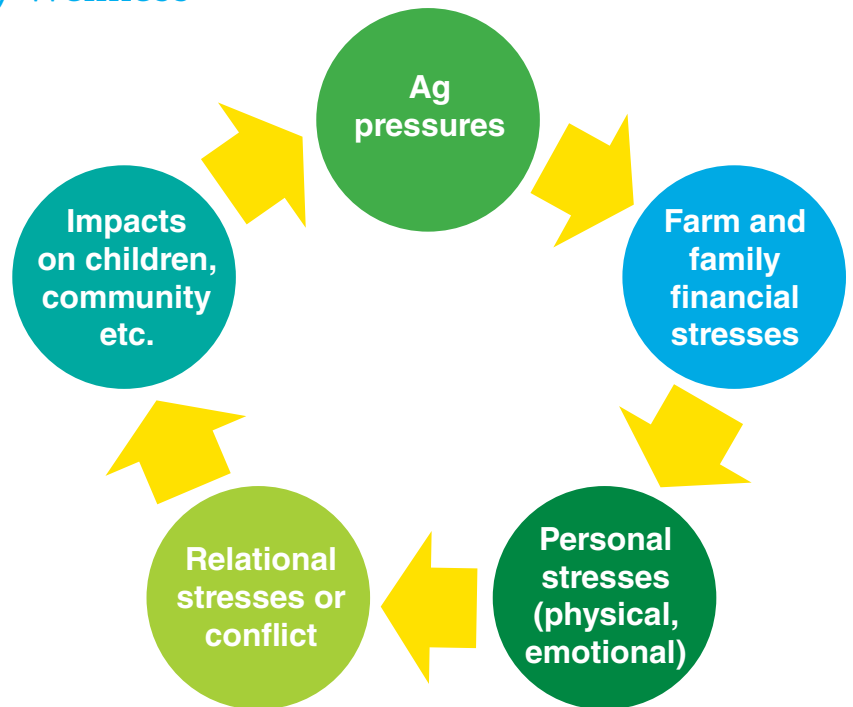 Ag
pressures
Farm and
family
financial
stresses
Personal
stresses
(physical,
emotional)
Relational
stresses or
conflict
Impacts
on children,
community
etc.